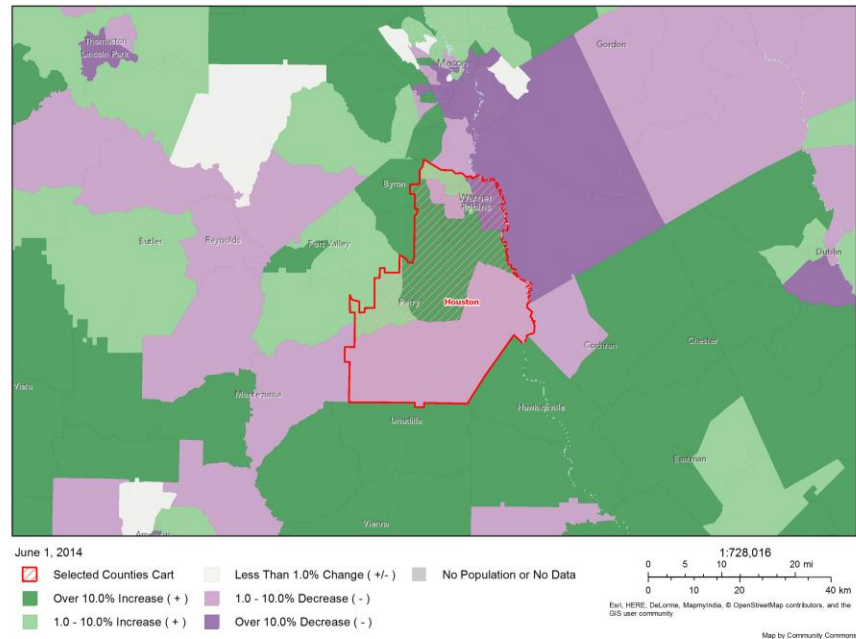 Thomaston
Lincoln Park
Macon
Gordon
Byron
Warner
Robins
Butler
Reynolds
Fort Valley
Dublin
Perry
Houston
Cochran
Chester
Vista
Montezuma
Unadilla
Hawkinsville
Eastman
Vienna
June 1, 2014
1:728,016
Selected Counties Cart
Less Than 1.0% Change ( +/- )
No Population or No Data
0 5 10 20 mi
Over 10.0% Increase ( + )
1.0 - 10.0% Decrease ( - )
0 10 20 40 km
1.0 - 10.0% Increase ( + )
Over 10.0% Decrease ( - )
Esri, HERE, DeLorme, MapmyIndia, © OpenStreetMap contributors, and the
GIS user community
Map by Community Commons